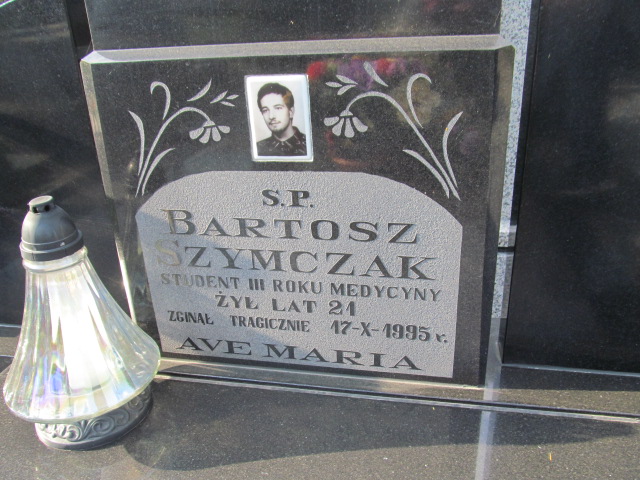 S.P.
BARTOSZ
SZYMCZAK
STUDENT III ROKU MEDYCYNY
ŻYŁ LAT 21
ZGINĄŁ TRAGICZNIE 17-X-1995 r.
AVE MARIA